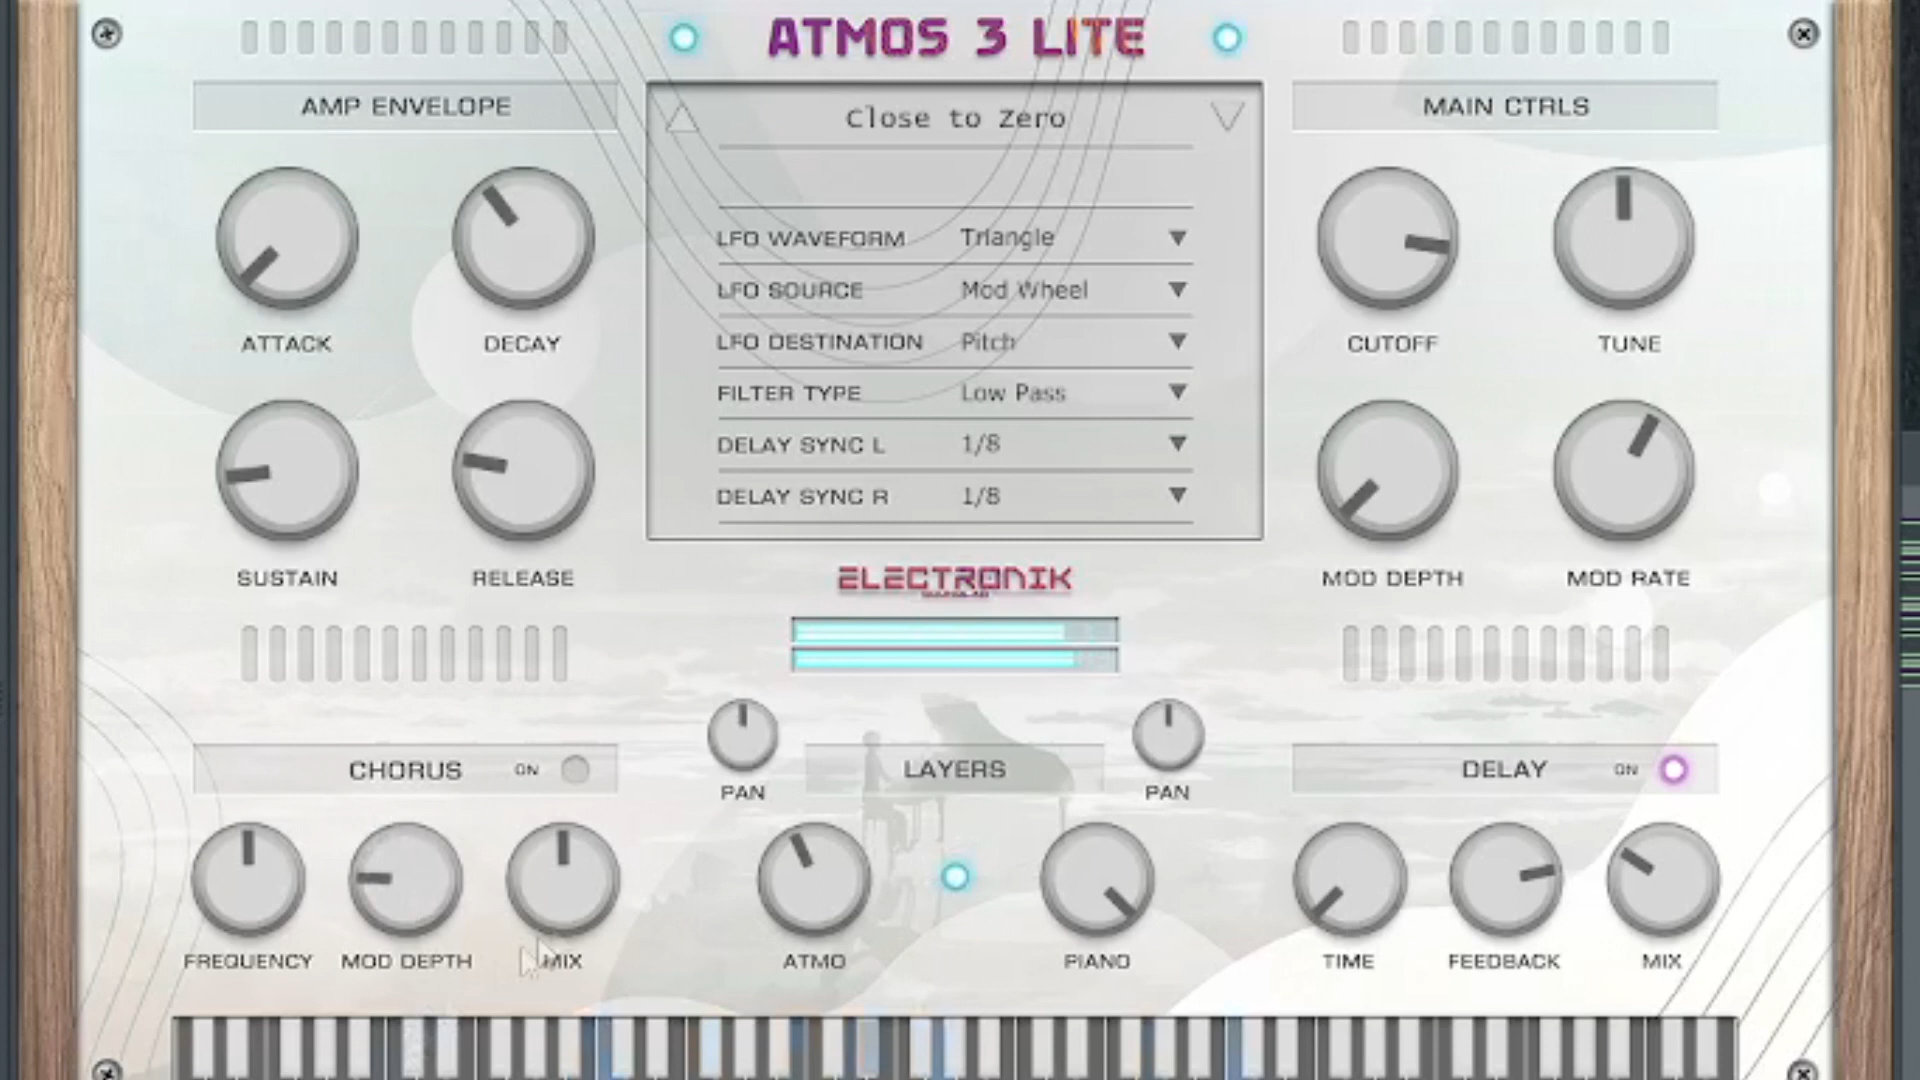 ATMOS 3 LITE
AMP ENVELOPE
ATTACK
DECAY
SUSTAIN
RELEASE
Close to Zero
LFO WAVEFORM Triangle
LFO SOURCE Mod Wheel
LFO DESTINATION Pitch
FILTER TYPE Low Pass
DELAY SYNC L 1/8
DELAY SYNC R 1/8
MAIN CTRLS
CUTOFF
TUNE
MOD DEPTH
MOD RATE
ELECTRONIK
CHORUS ON
FREQUENCY
MOD DEPTH
MIX
PAN
LAYERS
PAN
ATMO
PIANO
DELAY ON
TIME
FEEDBACK
MIX